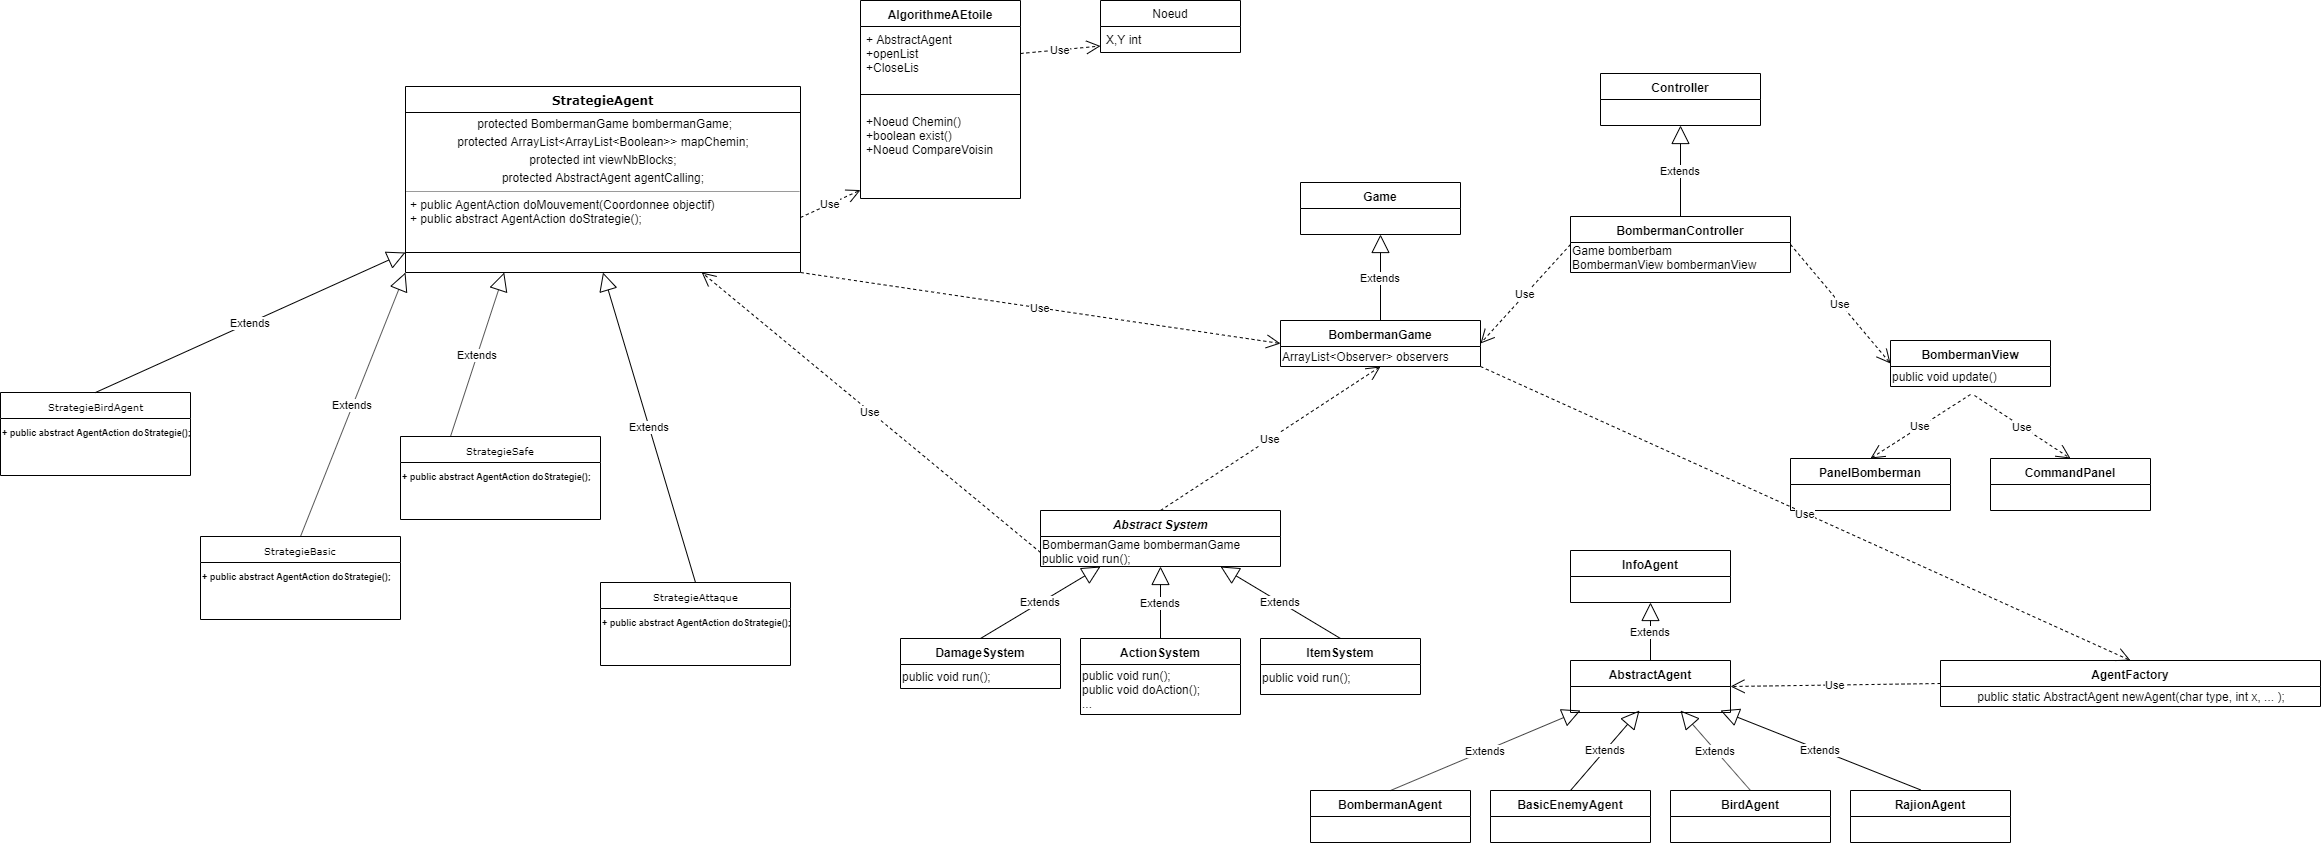 AlgorithmeAEtoile
+ AbstractAgent
+openList
+CloseLis
+Noeud Chemin()
+boolean exist()
+Noeud CompareVoisin
Use
Noeud
X,Y int
StrategieAgent
protected BombermanGame bombermanGame;
protected ArrayList<ArrayList<Boolean>> mapChemin;
protected int viewNbBlocks;
protected AbstractAgent agentCalling;
+ public AgentAction doMouvement(Coordonnee objectif)
+ public abstract AgentAction doStrategie();
Use
Controller
Extends
Game
Extends
BombermanController
Game bomberbam
BombermanView bombermanView
Use
Use
Use
BombermanGame
ArrayList<Observer> observers
BombermanView
public void update()
Use
Use
PanelBomberman
CommandPanel
Extends
Extends
Extends
Extends
StrategieBirdAgent
+ public abstract AgentAction doStrategie();
StrategieSafe
+ public abstract AgentAction doStrategie();
StrategieBasic
+ public abstract AgentAction doStrategie();
StrategieAttaque
+ public abstract AgentAction doStrategie();
Use
Use
Use
Abstract System
BombermanGame bombermanGame
public void run();
Extends
Extends
Extends
DamageSystem
public void run();
ActionSystem
public void run();
public void doAction();
...
ItemSystem
public void run();
InfoAgent
Extends
AbstractAgent
Use
AgentFactory
public static AbstractAgent newAgent(char type, int x, ... );
Extends
Extends
Extends
Extends
BombermanAgent
BasicEnemyAgent
BirdAgent
RajionAgent